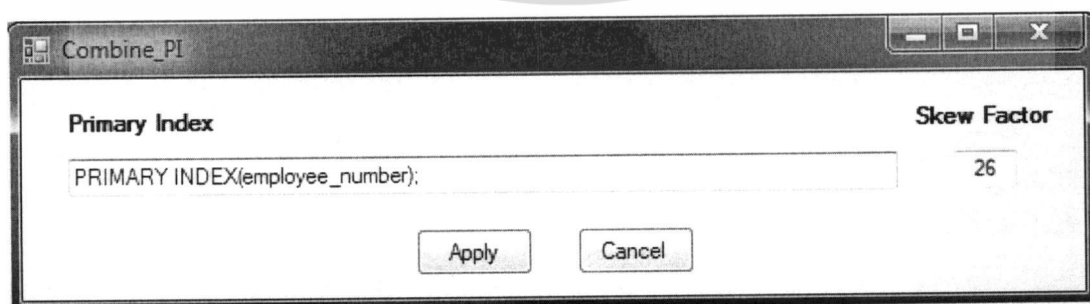 Combine_PI
Primary Index
Skew Factor
PRIMARY INDEX(employee_number);
26
Apply
Cancel